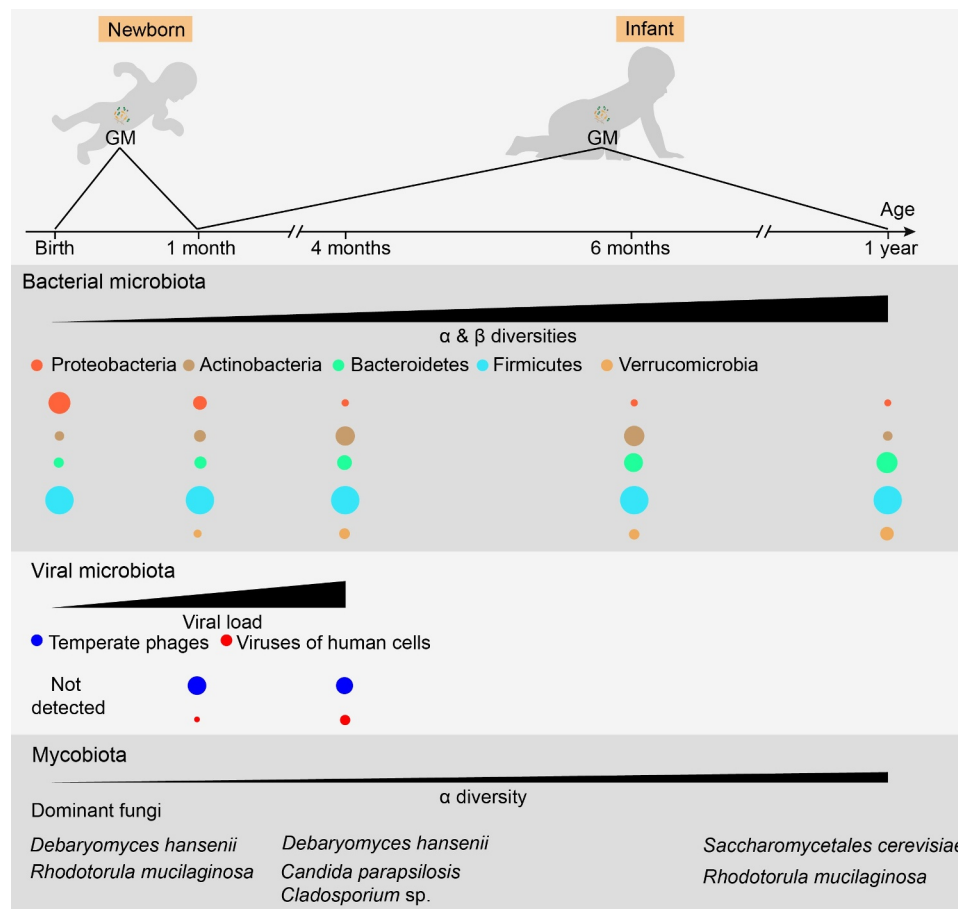 Newborn
Infant
GM
GM
Age
Birth
1 month
4 months
6 months
1 year
Bacterial microbiota
α & β diversities
Proteobacteria
Actinobacteria
Bacteroidetes
Firmicutes
Verrucomicrobia
Viral microbiota
Viral load
Temperate phages
Viruses of human cells
Not
detected
Mycobiota
α diversity
Dominant fungi
Debaryomyces hansenii
Rhodotorula mucilaginosa
Debaryomyces hansenii
Candida parapsilosis
Cladosporium sp.
Saccharomycetales cerevisiae
Rhodotorula mucilaginosa